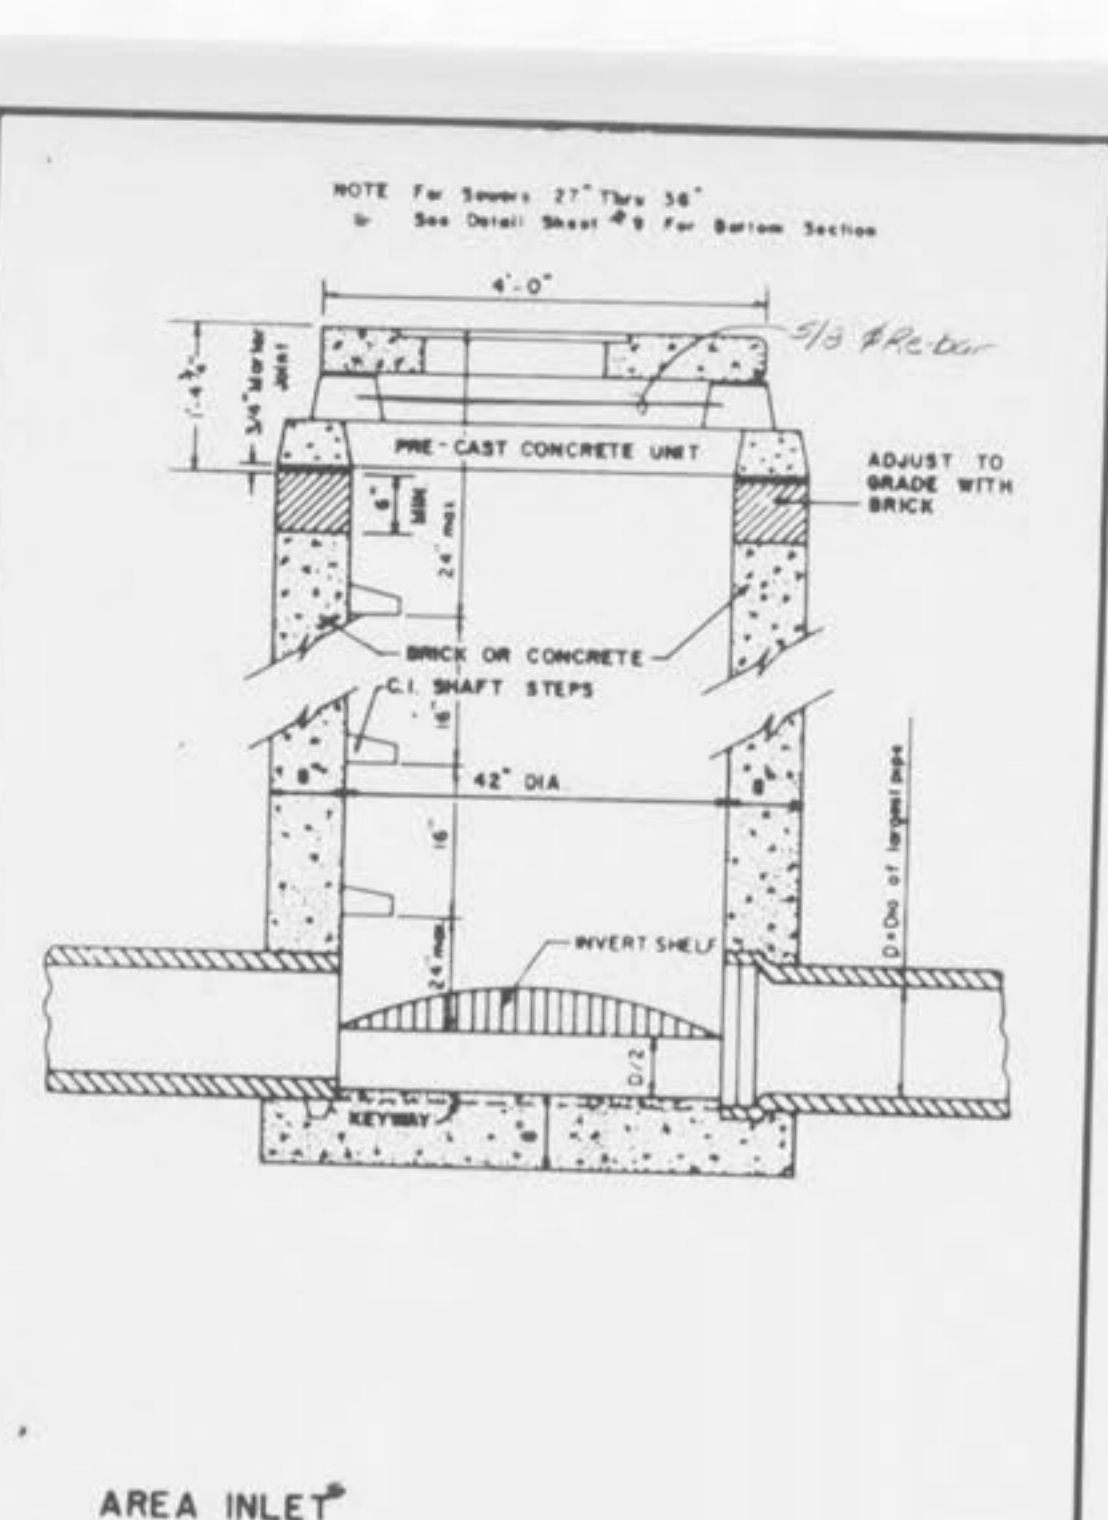 NOTE For Sewers 27" Thru 36"
See Detail Sheet #9 For Bottom Section
4'-0"
5/8 ϕ Re-bar
1'-4 3/4"
3/4" Mortar
Joint
PRE-CAST CONCRETE UNIT
ADJUST TO
GRADE WITH
BRICK
6"
MIN
24" max
BRICK OR CONCRETE
C.I. SHAFT STEPS
16"
8"
42" DIA.
8"
16"
D=Dia of largest pipe
INVERT SHELF
24" max.
D/2
KEYWAY
8
AREA INLET